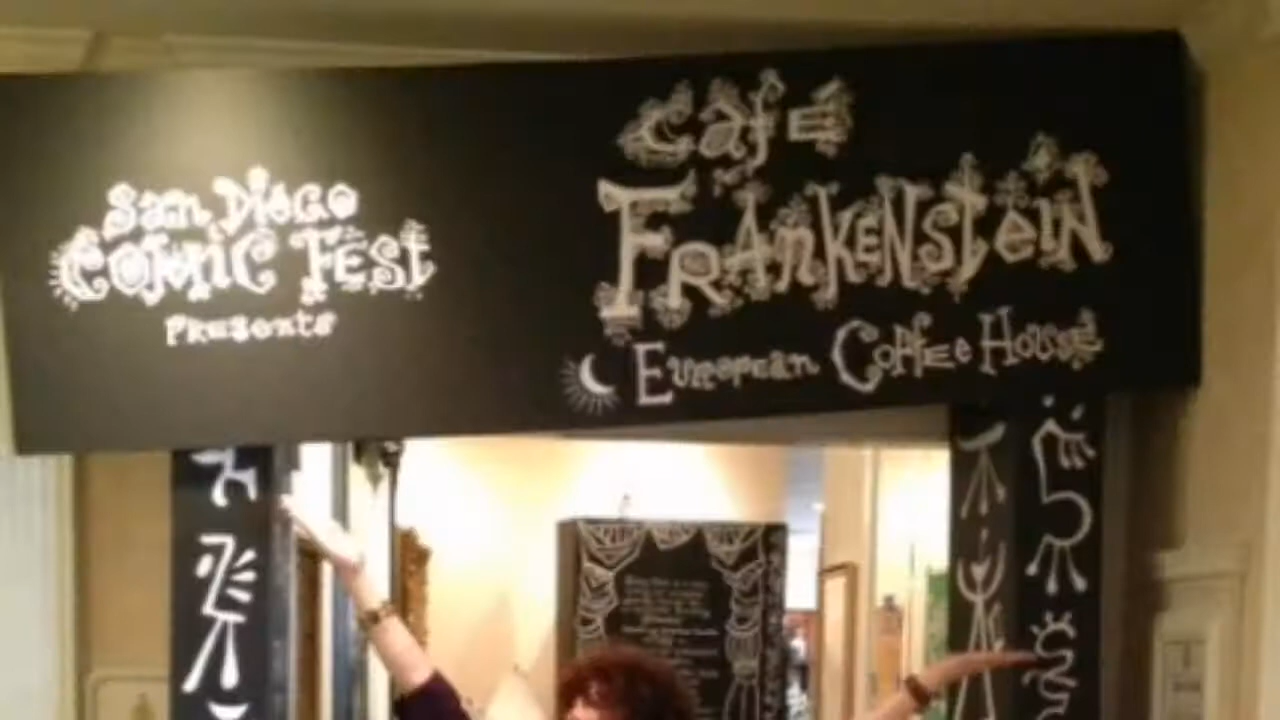 San Diego
Comic Fest
Presents
Café
Frankenstein
European Coffee House